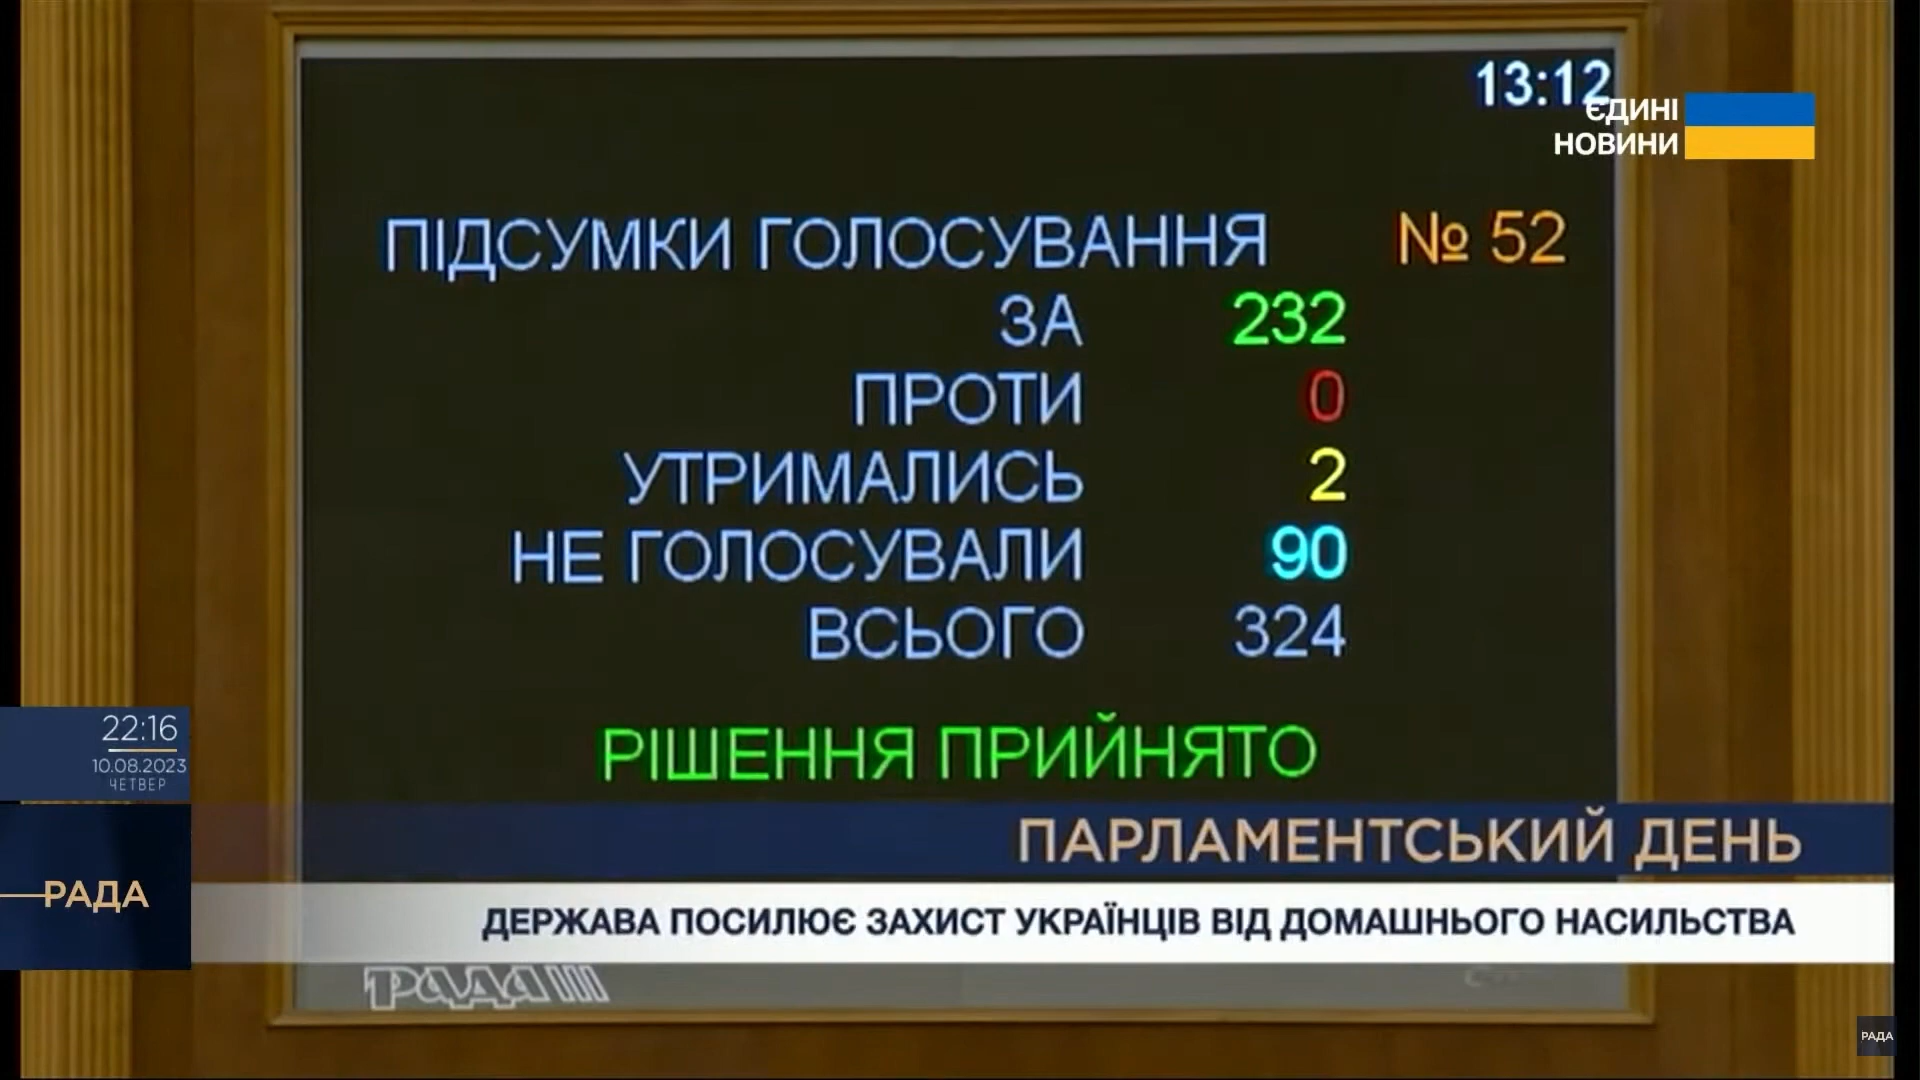 13:12
ЄДИНІ
НОВИНИ
ПІДСУМКИ ГОЛОСУВАННЯ № 52
ЗА 232
ПРОТИ 0
УТРИМАЛИСЬ 2
НЕ ГОЛОСУВАЛИ 90
ВСЬОГО 324
РІШЕННЯ ПРИЙНЯТО
22:16
10.08.2023
ЧЕТВЕР
ПАРЛАМЕНТСЬКИЙ ДЕНЬ
РАДА
ДЕРЖАВА ПОСИЛЮЄ ЗАХИСТ УКРАЇНЦІВ ВІД ДОМАШНЬОГО НАСИЛЬСТВА
РАДА
РАДА